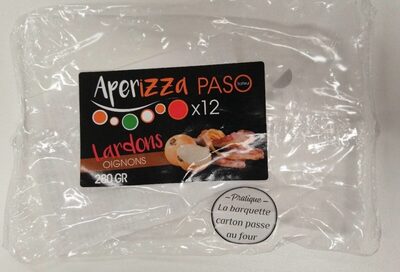 Aperizza PASO
x12
Lardons
OIGNONS
280 GR
Pratique
La barquette
carton passe
au four